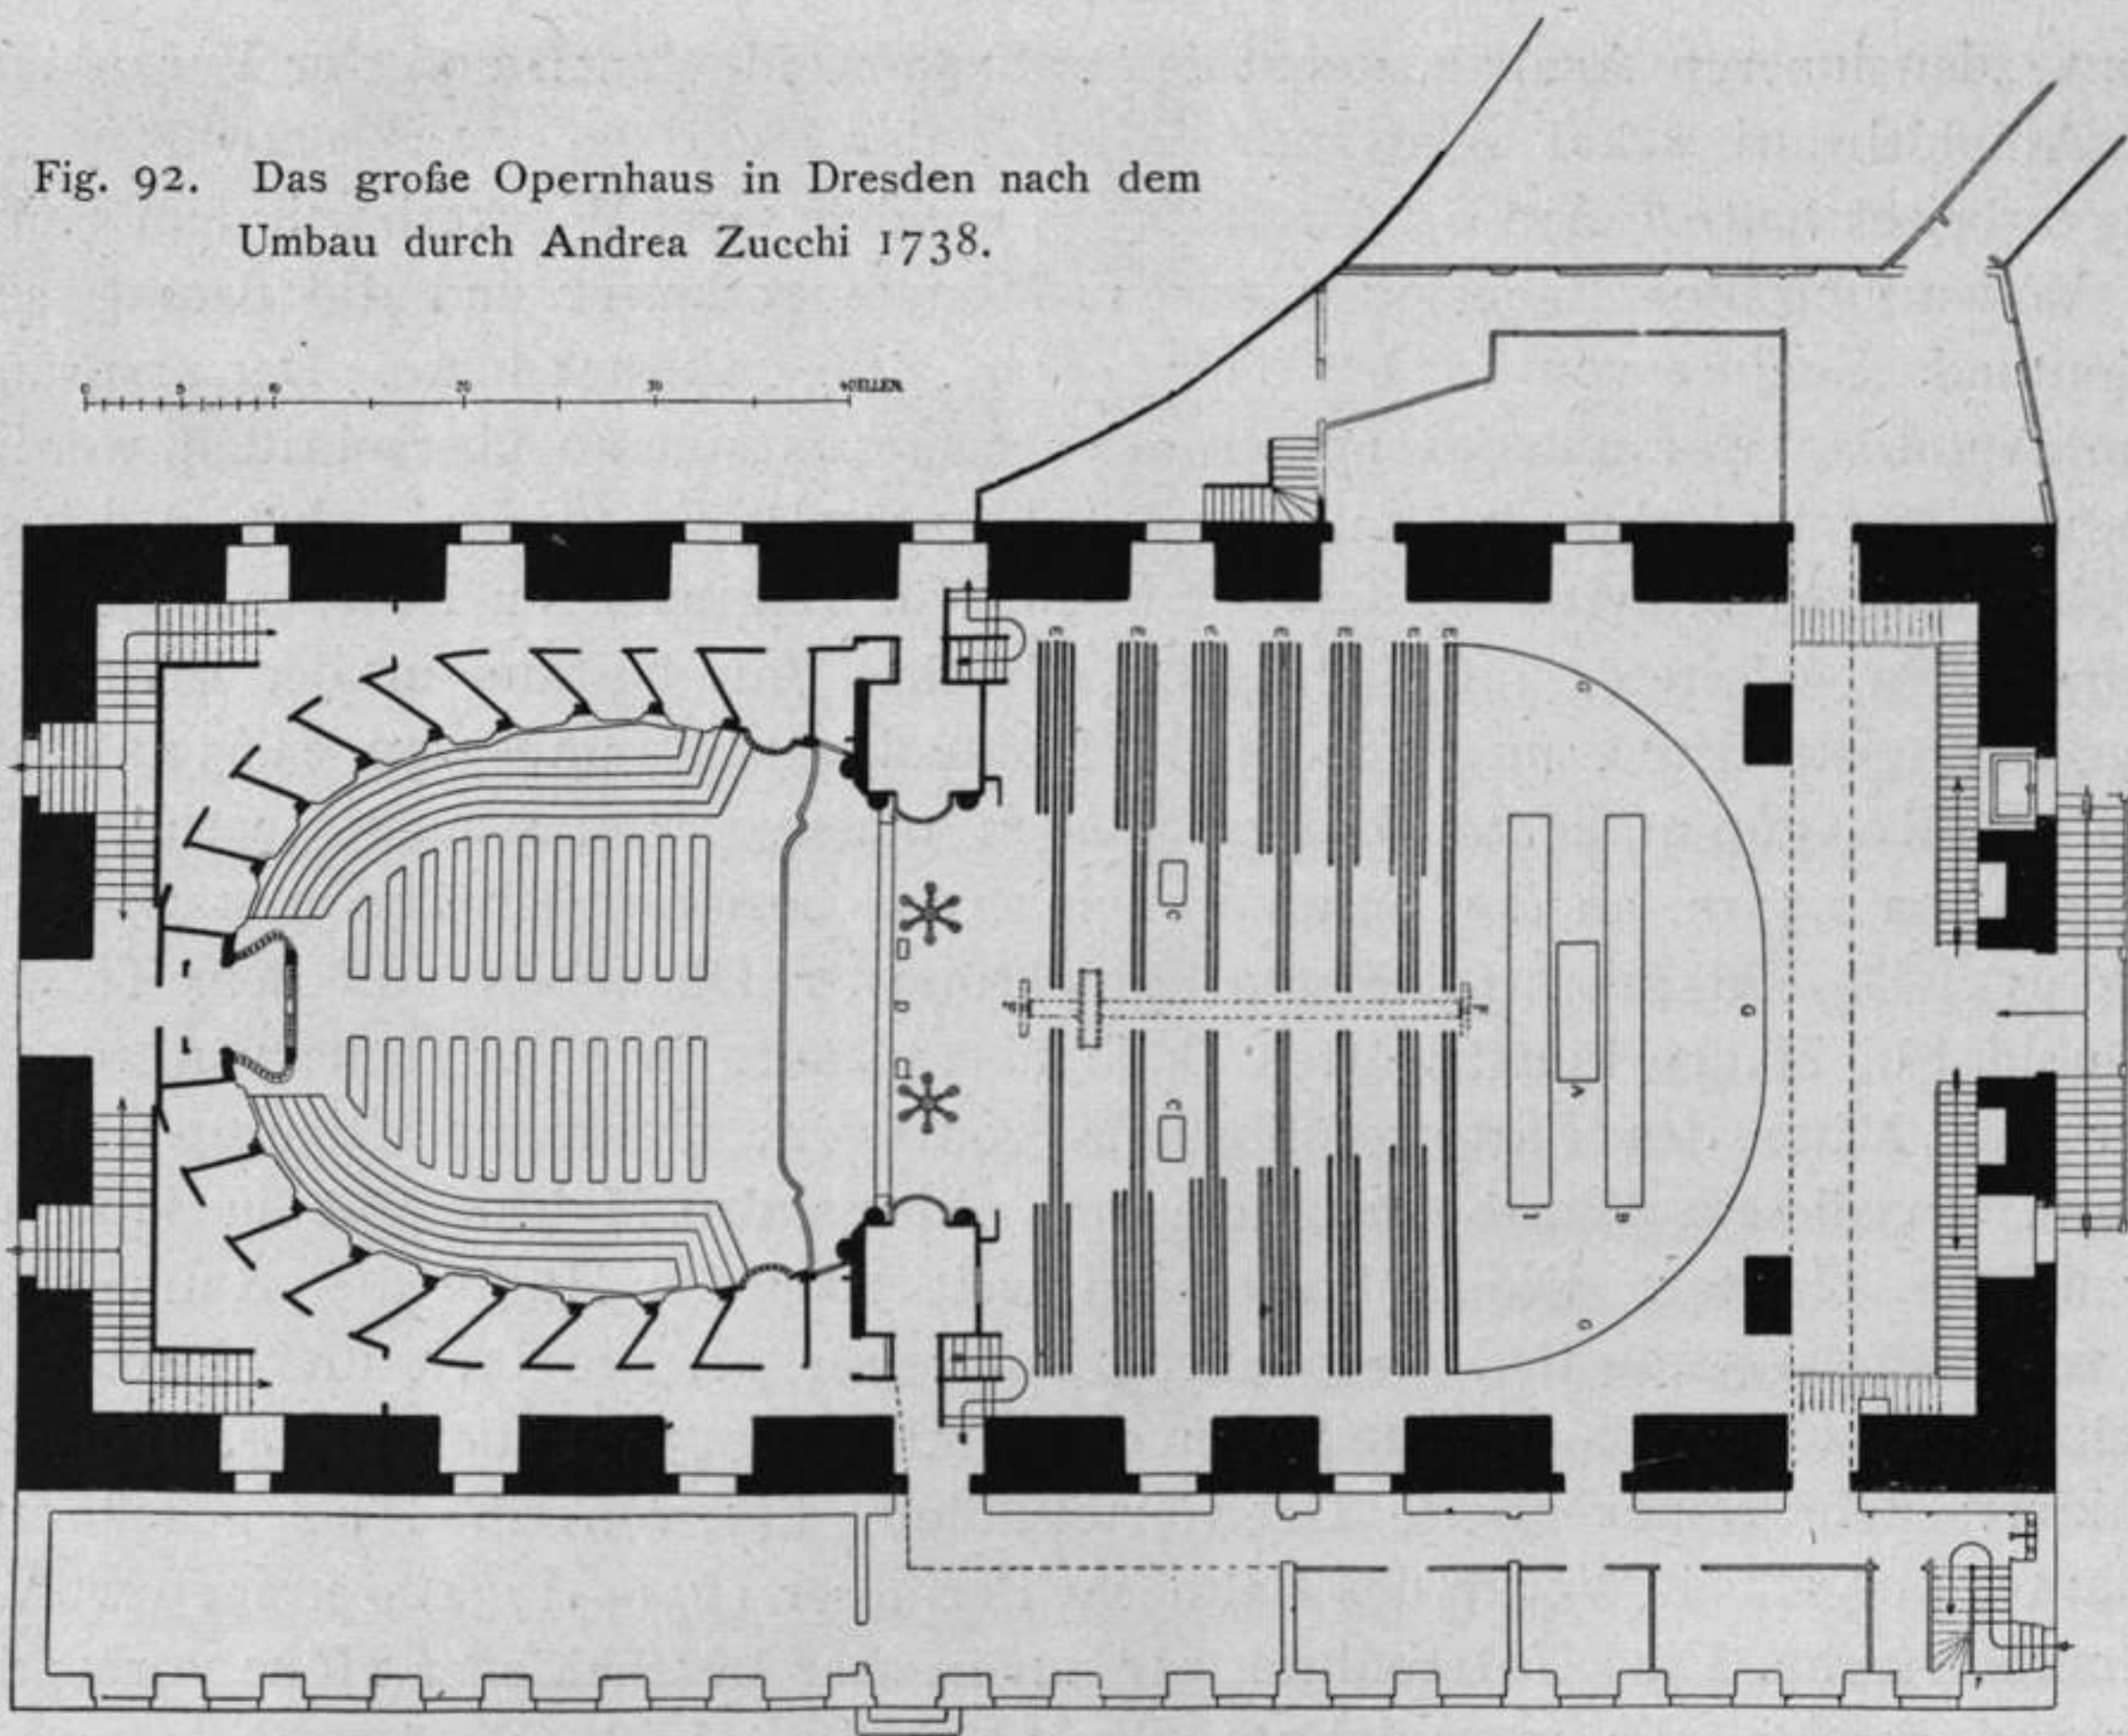 Fig. 92. Das große Opernhaus in Dresden nach dem
Umbau durch Andrea Zucchi 1738.
0 5 10 20 30 40 ELLEN.
E E E E E E E
G
C
F F
G
D
A
C
B
G